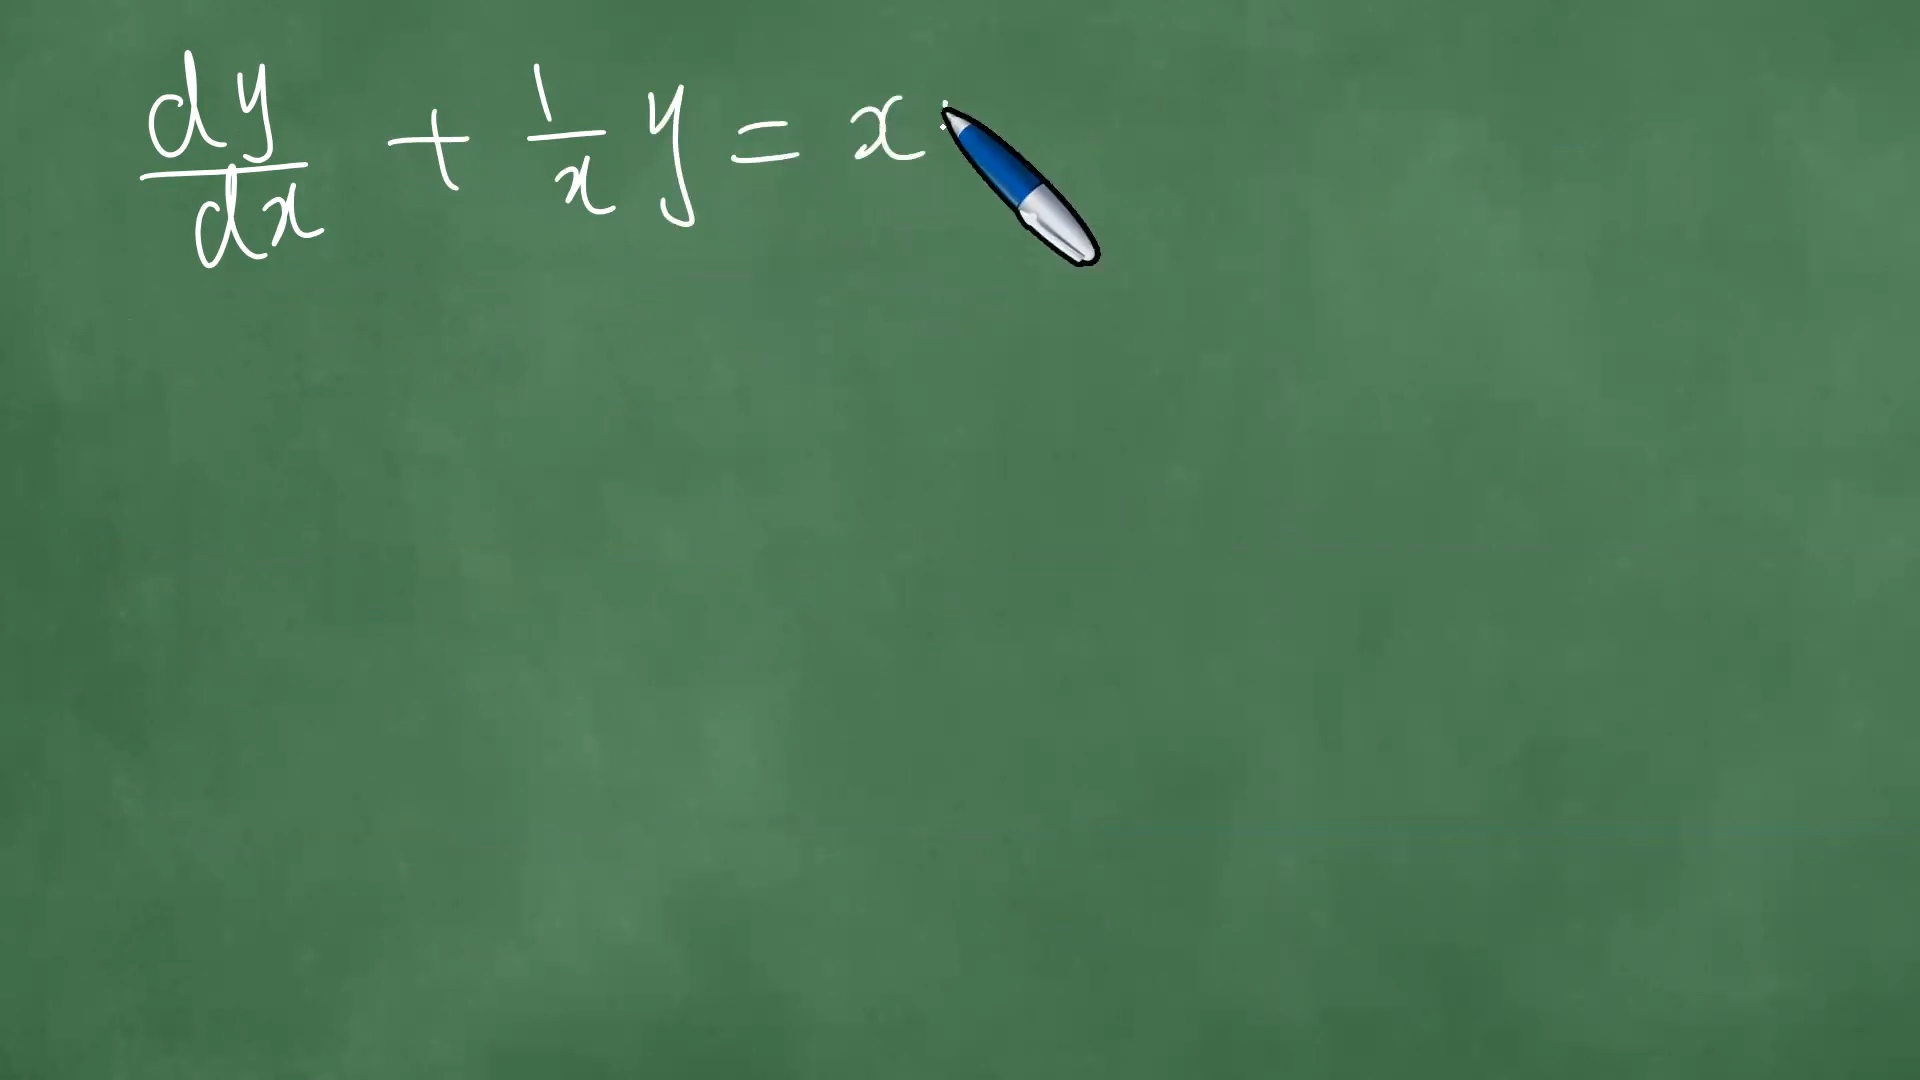 dy/dx + 1/x y = x